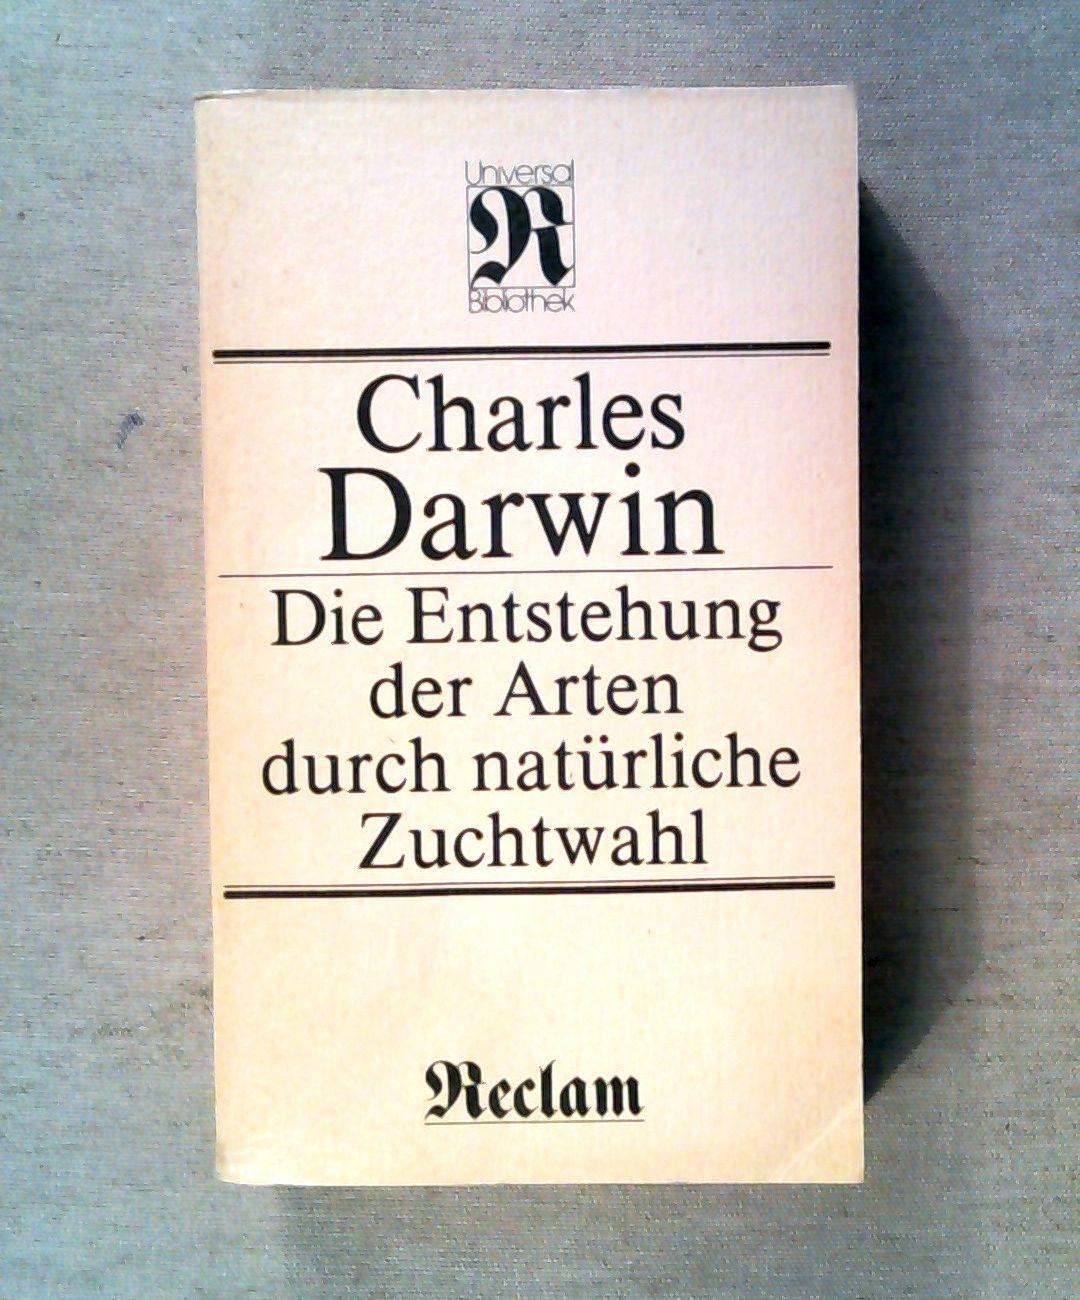 Universal
R
Bibliothek
Charles
Darwin
Die Entstehung
der Arten
durch natürliche
Zuchtwahl
Reclam